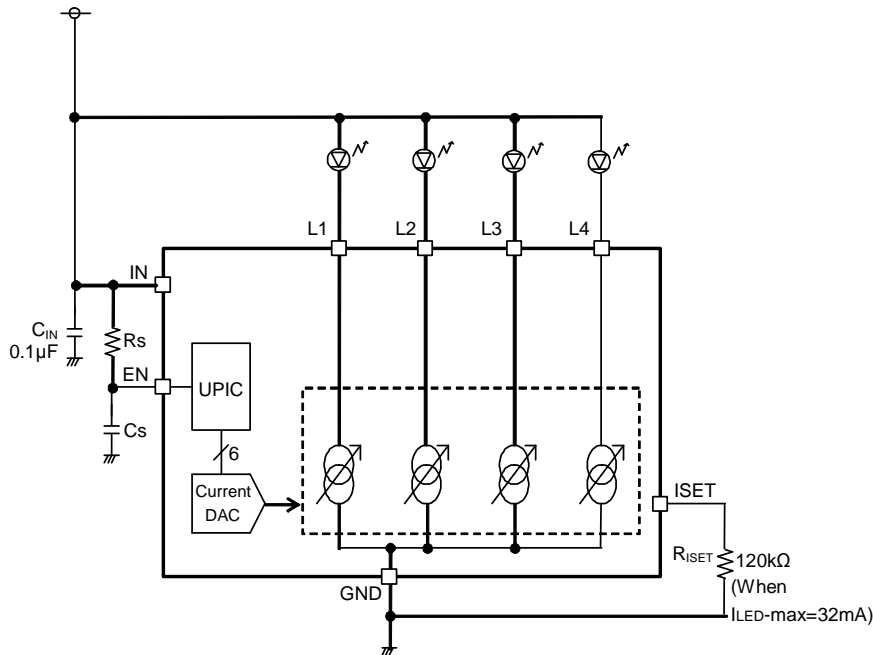 L1
L2
L3
L4
IN
CIN
0.1µF
Rs
EN
UPIC
Cs
6
Current
DAC
ISET
RISET
120kΩ
(When
ILED-max=32mA)
GND